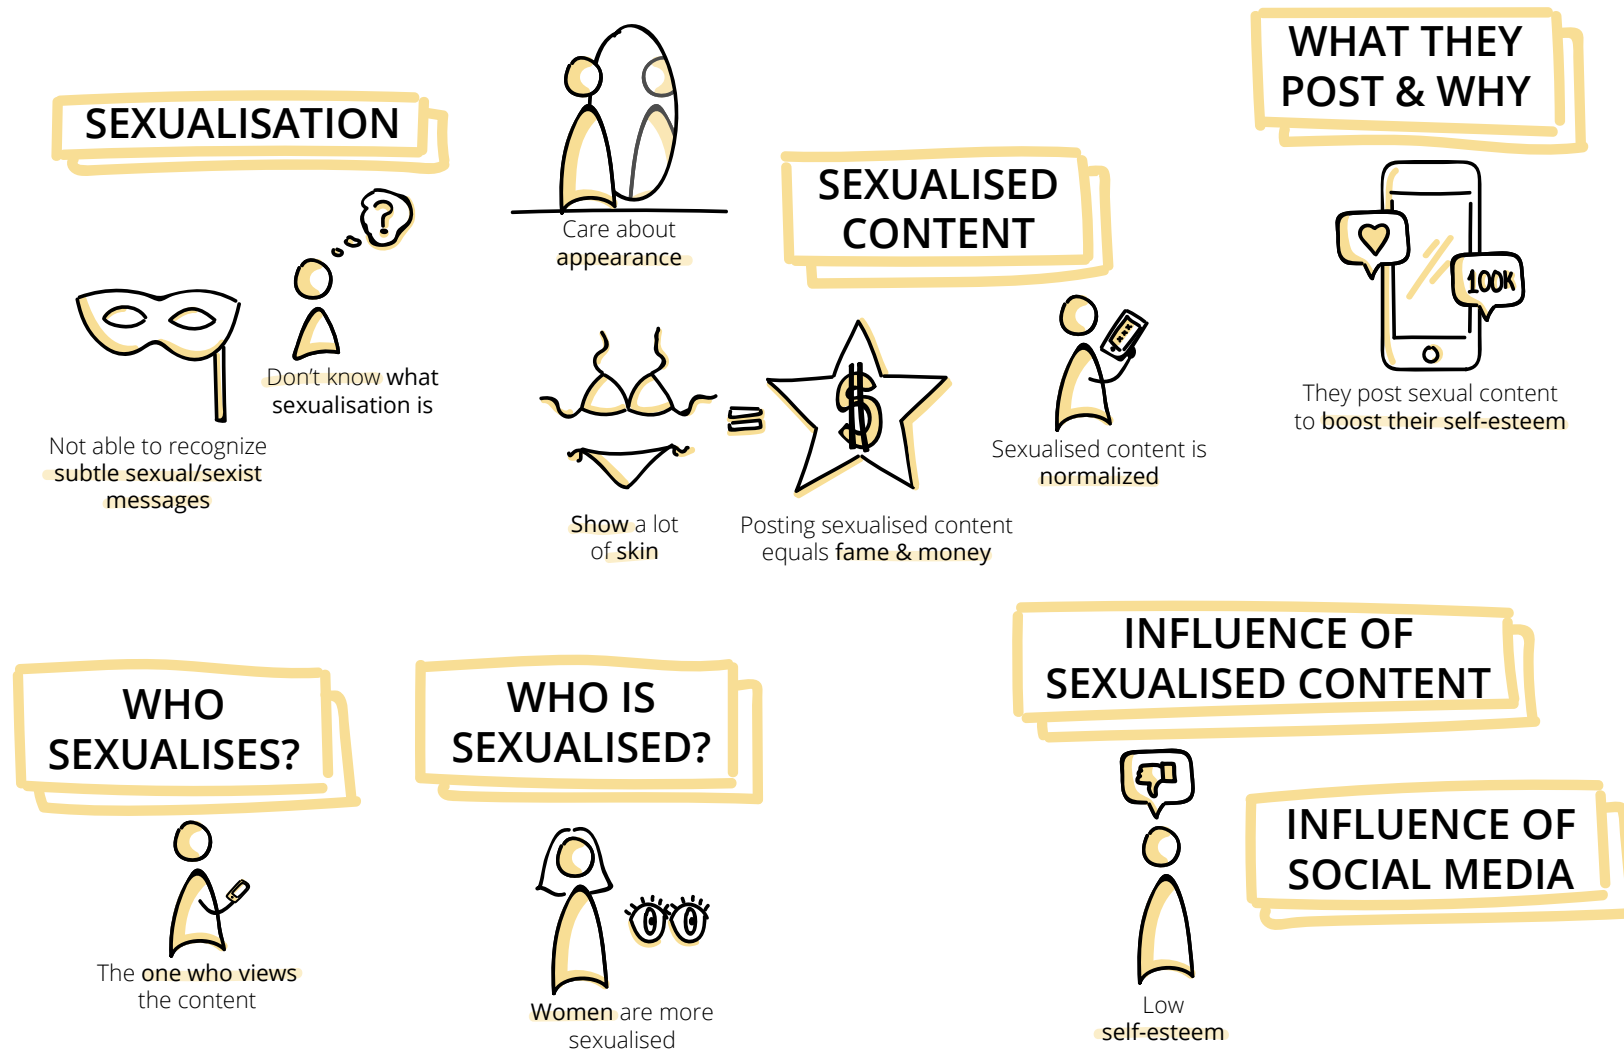 SEXUALISATION
?
Don't know what
sexualisation is
Not able to recognize
subtle sexual/sexist
messages
Care about
appearance
SEXUALISED
CONTENT
Show a lot
of skin
=
$
Posting sexualised content
equals fame & money
xxx
Sexualised content is
normalized
WHAT THEY
POST & WHY
100K
They post sexual content
to boost their self-esteem
WHO
SEXUALISES?
The one who views
the content
WHO IS
SEXUALISED?
Women are more
sexualised
INFLUENCE OF
SEXUALISED CONTENT
Low
self-esteem
INFLUENCE OF
SOCIAL MEDIA